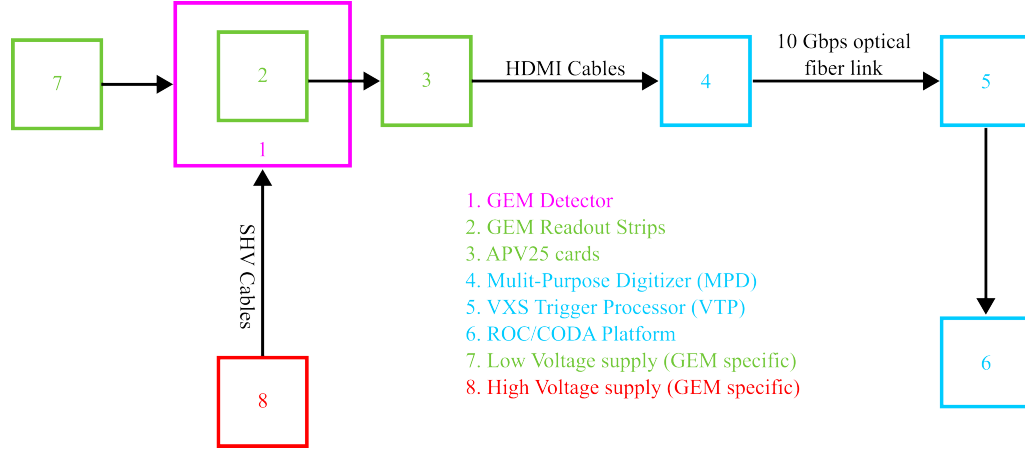 10 Gbps optical
fiber link
7
2
3
HDMI Cables
4
5
1
SHV Cables
1. GEM Detector
2. GEM Readout Strips
3. APV25 cards
4. Mulit-Purpose Digitizer (MPD)
5. VXS Trigger Processor (VTP)
6. ROC/CODA Platform
7. Low Voltage supply (GEM specific)
8. High Voltage supply (GEM specific)
8
6